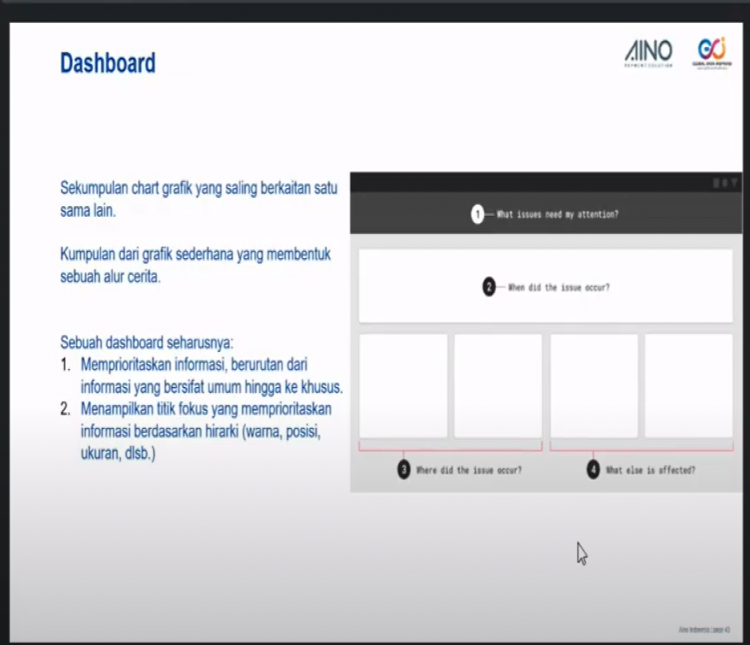 Dashboard
AINO
PAYMENT SOLUTION
Sekumpulan chart grafik yang saling berkaitan satu
sama lain.
Kumpulan dari grafik sederhana yang membentuk
sebuah alur cerita.
Sebuah dashboard seharusnya:
1. Memprioritaskan informasi, berurutan dari
informasi yang bersifat umum hingga ke khusus.
2. Menampilkan titik fokus yang memprioritaskan
informasi berdasarkan hirarki (warna, posisi,
ukuran, dlsb.)
1 What issues need my attention?
2 When did the issue occur?
3 Where did the issue occur?
4 What else is affected?
Aino Indonesia | page 43